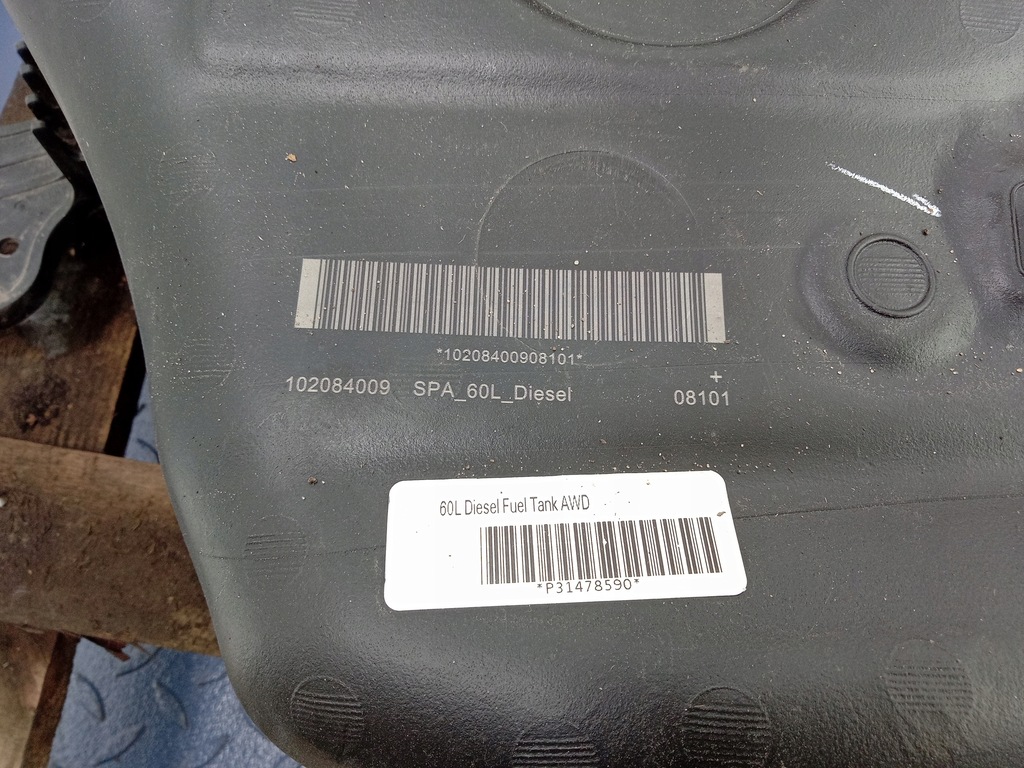 *10208400908101*
+
102084009 SPA_60L_Diesel 08101
60L Diesel Fuel Tank AWD
*P31478590*